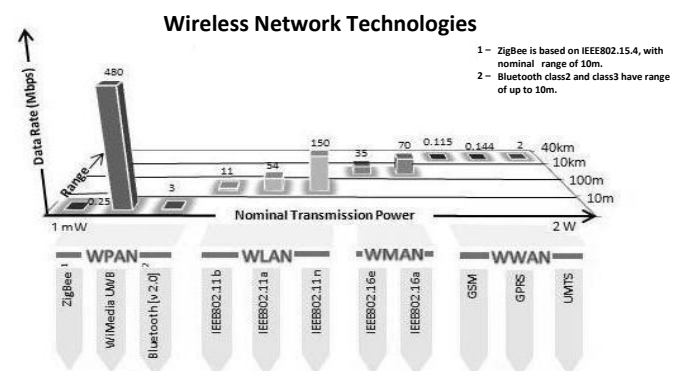 Wireless Network Technologies
1 – ZigBee is based on IEEE802.15.4, with
nominal range of 10m.
2 – Bluetooth class2 and class3 have range
of up to 10m.
Data Rate (Mbps)
Range
480
0.25
3
11
54
150
35
70
0.115
0.144
2
40km
10km
100m
10m
1 mW
Nominal Transmission Power
2 W
WPAN
WLAN
WMAN
WWAN
ZigBee 1
WiMedia UWB
Bluetooth [v 2.0] 2
IEEE802.11b
IEEE802.11a
IEEE802.11n
IEEE802.16e
IEEE802.16a
GSM
GPRS
UMTS